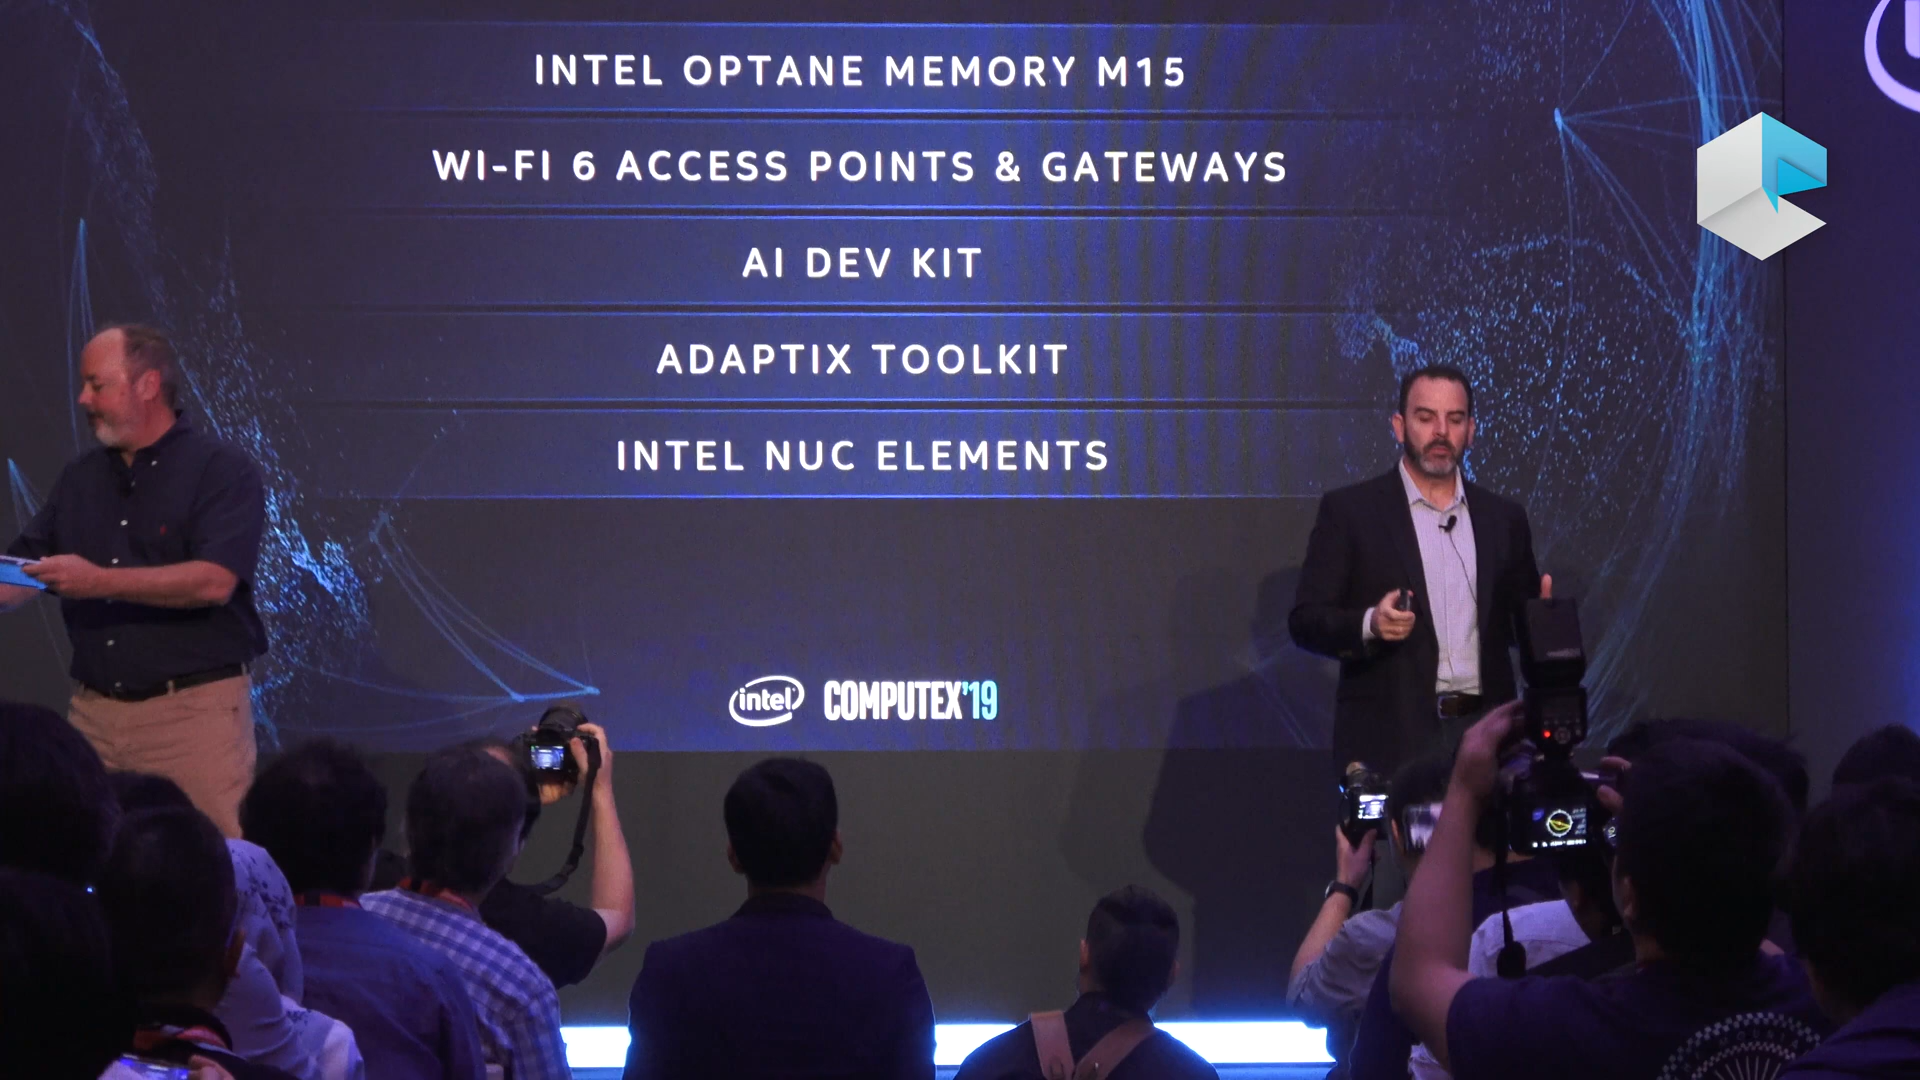 INTEL OPTANE MEMORY M15
WI-FI 6 ACCESS POINTS & GATEWAYS
AI DEV KIT
ADAPTIX TOOLKIT
INTEL NUC ELEMENTS
intel COMPUTEX'19